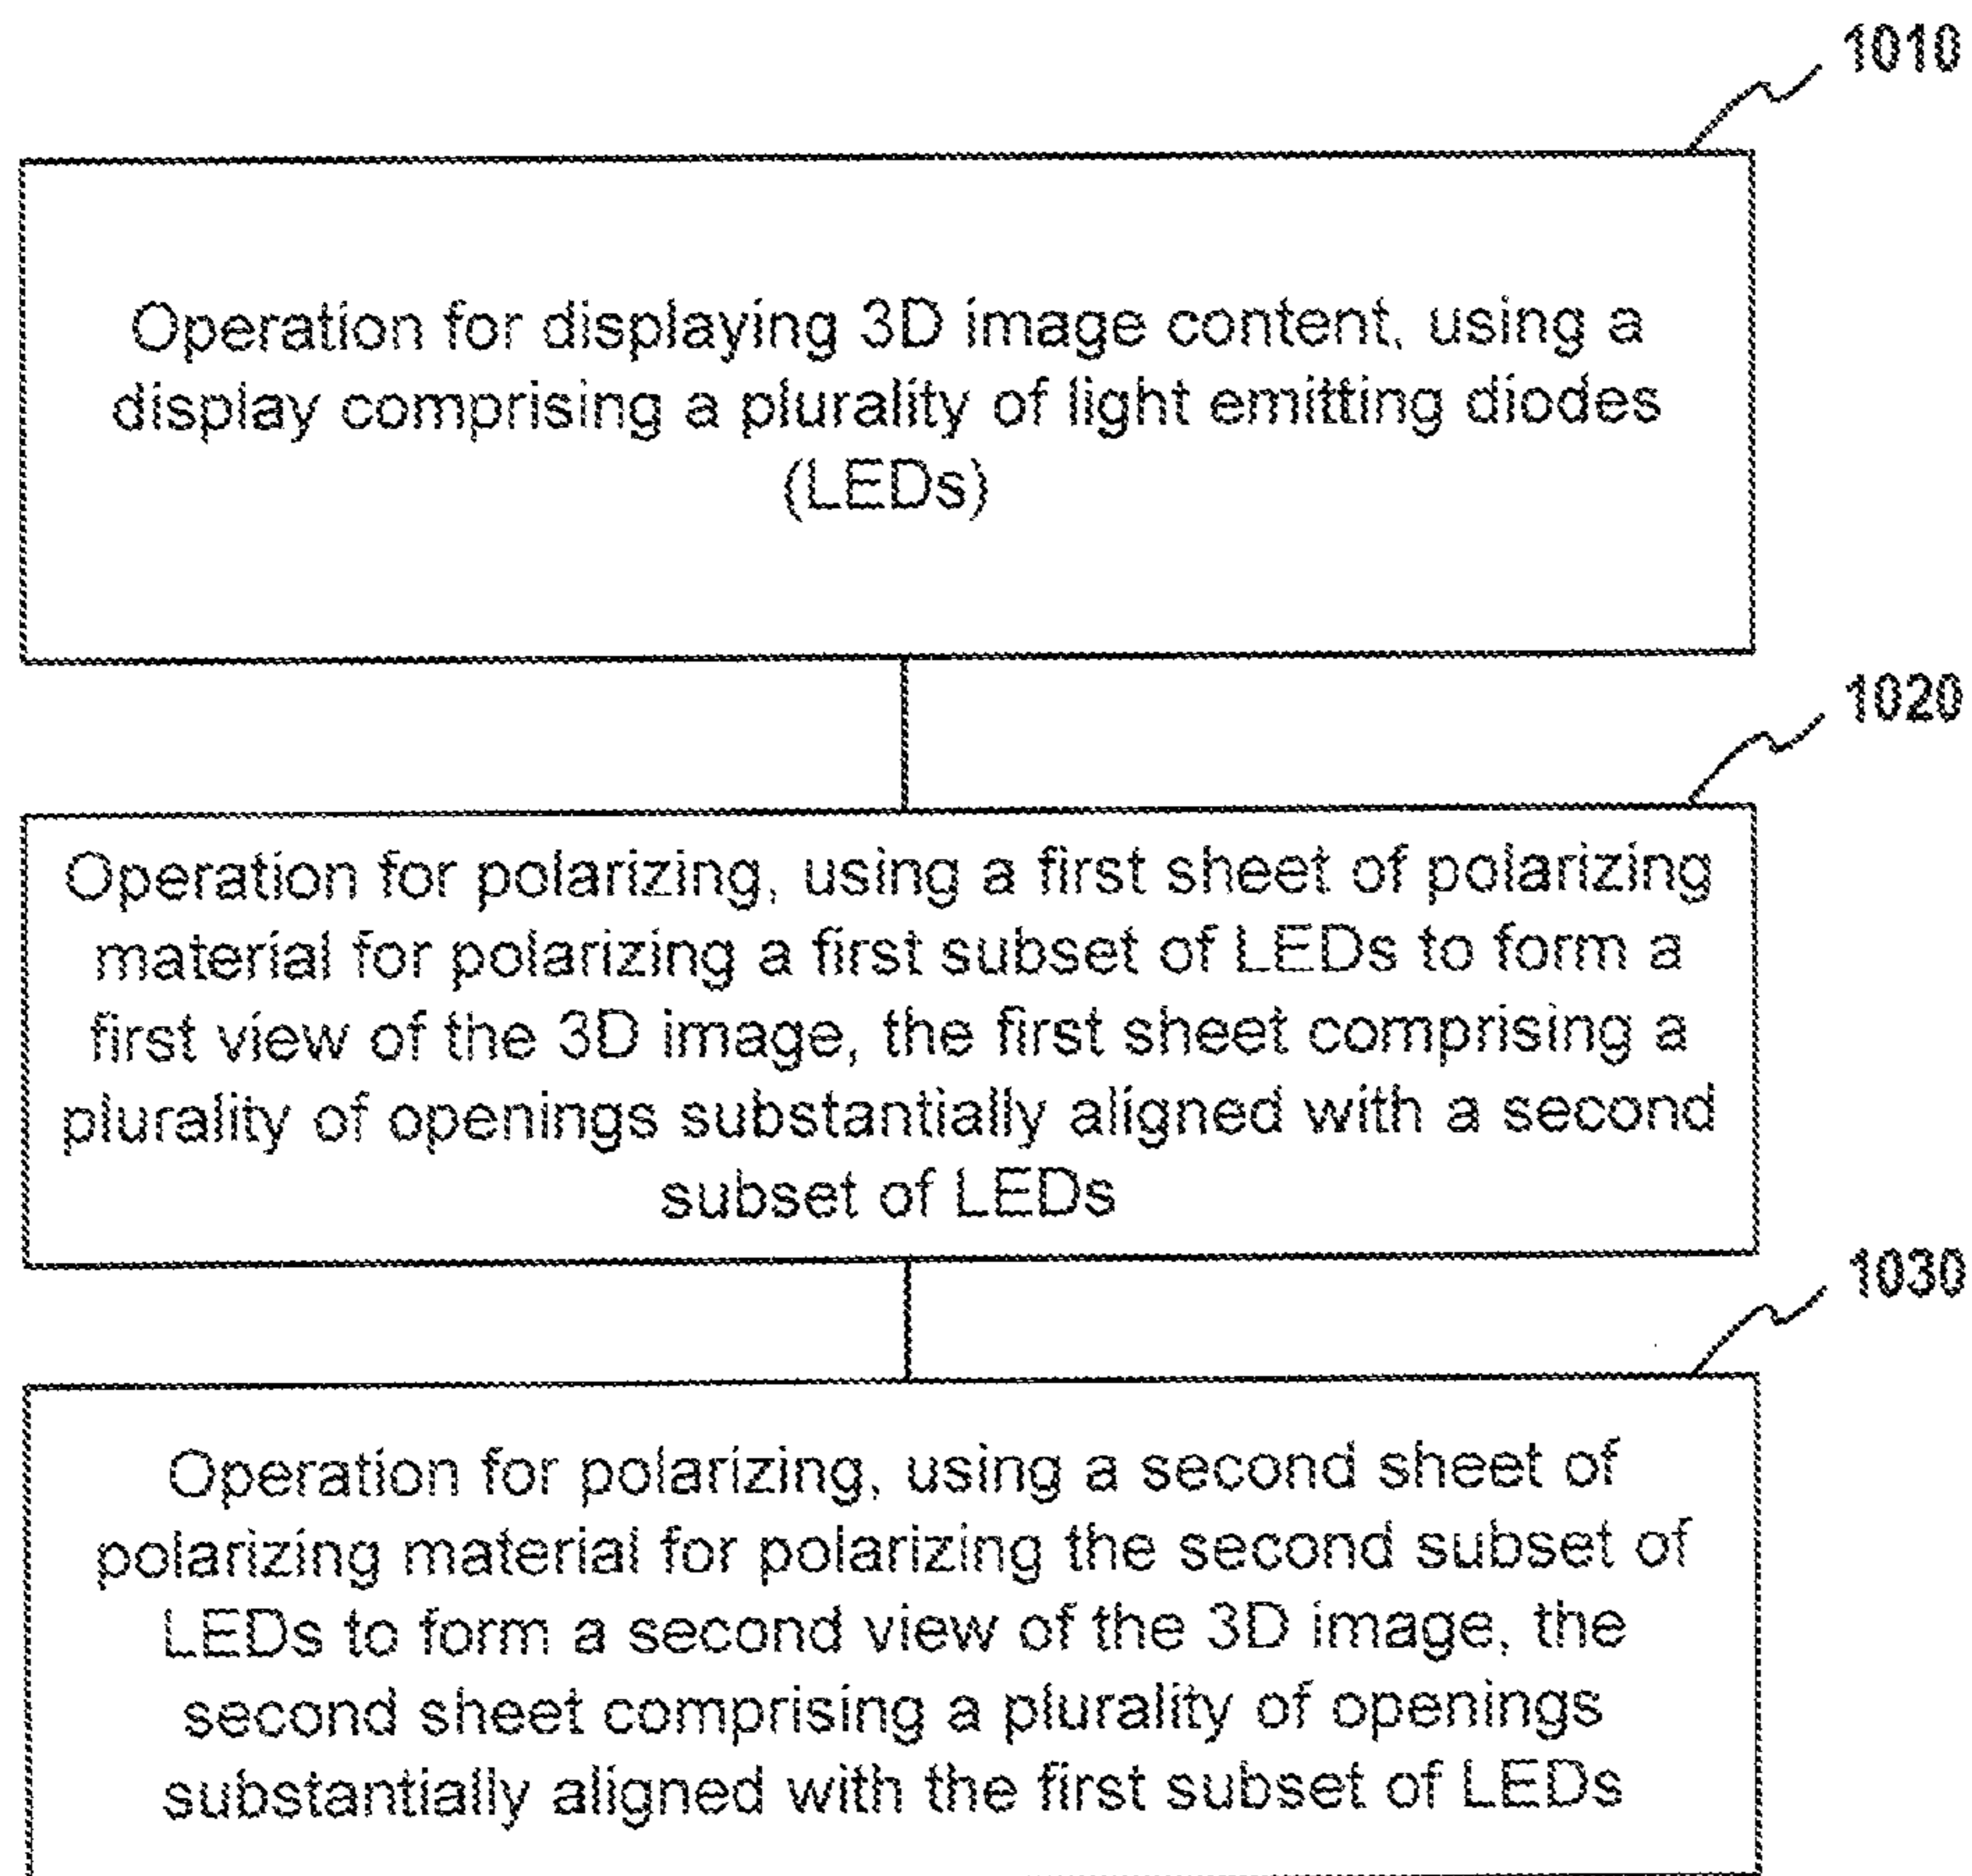 1010
Operation for displaying 3D image content, using a
display comprising a plurality of light emitting diodes
(LEDs)
1020
Operation for polarizing, using a first sheet of polarizing
material for polarizing a first subset of LEDs to form a
first view of the 3D image, the first sheet comprising a
plurality of openings substantially aligned with a second
subset of LEDs
1030
Operation for polarizing, using a second sheet of
polarizing material for polarizing the second subset of
LEDs to form a second view of the 3D image, the
second sheet comprising a plurality of openings
substantially aligned with the first subset of LEDs